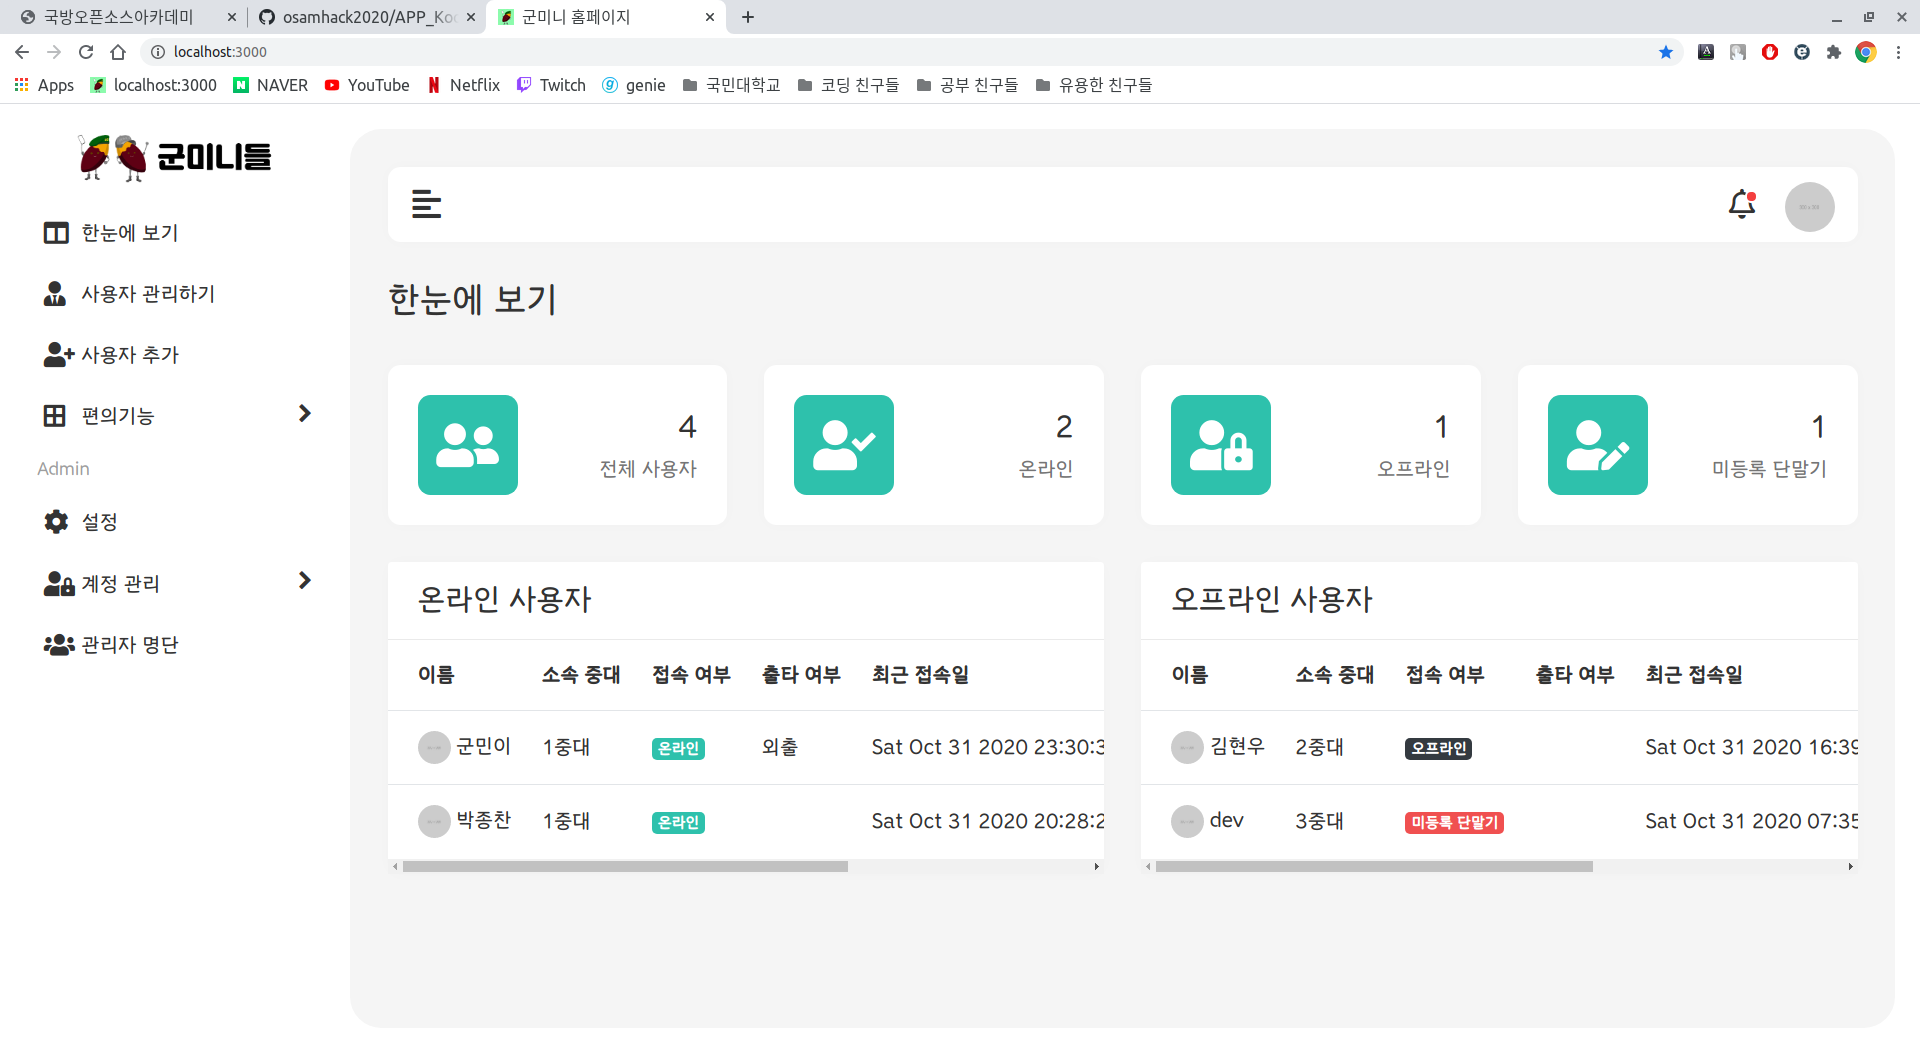 국방오픈소스아카데미
osamhack2020/APP_Koo
군미니 홈페이지
localhost:3000
Apps
localhost:3000
NAVER
YouTube
Netflix
Twitch
genie
국민대학교
코딩 친구들
공부 친구들
유용한 친구들
군미니들
한눈에 보기
사용자 관리하기
사용자 추가
편의기능
Admin
설정
계정 관리
관리자 명단
한눈에 보기
4
전체 사용자
2
온라인
1
오프라인
1
미등록 단말기
온라인 사용자
이름 소속 중대 접속 여부 출타 여부 최근 접속일
군민이 1중대 온라인 외출 Sat Oct 31 2020 23:30:3
박종찬 1중대 온라인 Sat Oct 31 2020 20:28:2
오프라인 사용자
이름 소속 중대 접속 여부 출타 여부 최근 접속일
김현우 2중대 오프라인 Sat Oct 31 2020 16:39
dev 3중대 미등록 단말기 Sat Oct 31 2020 07:35